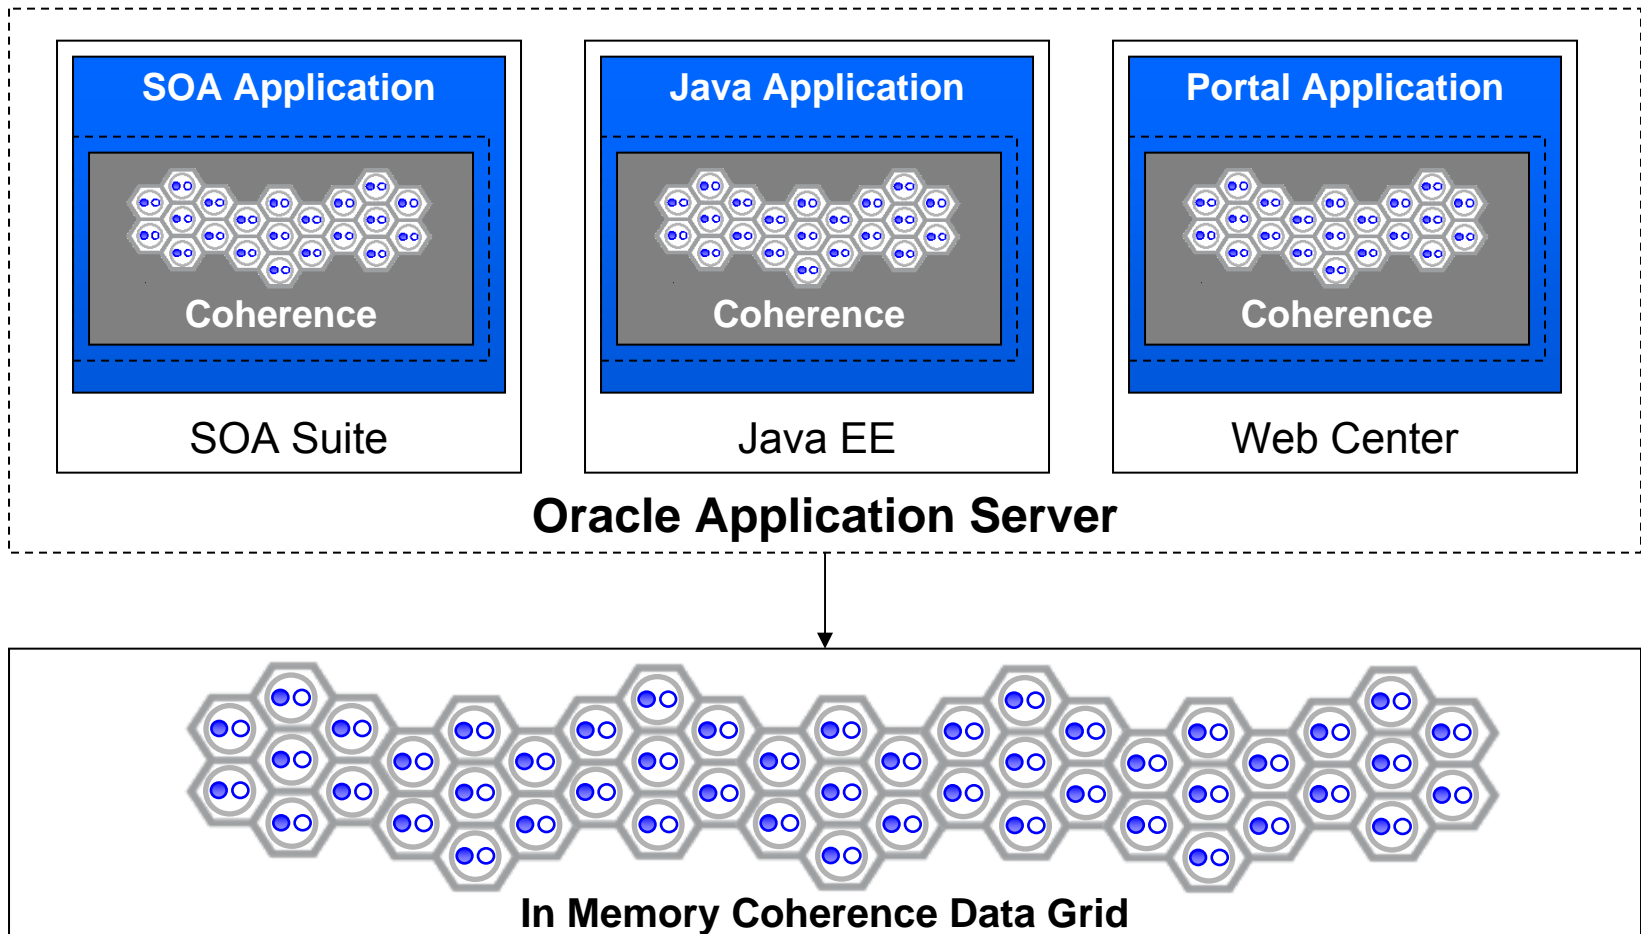 SOA Application
Java Application
Portal Application
Coherence
Coherence
Coherence
SOA Suite
Java EE
Web Center
Oracle Application Server
In Memory Coherence Data Grid